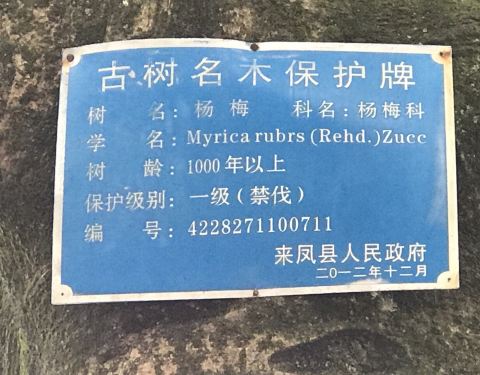 古树名木保护牌
树 名：杨梅 科名：杨梅科
学 名：Myrica rubrs (Rehd.) Zucc
树 龄：1000年以上
保护级别：一级（禁伐）
编 号：4228271100711
来凤县人民政府
二〇一二年十二月